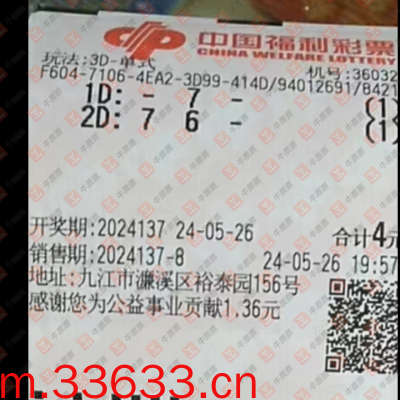 中国福利彩票
CHINA WELFARE LOTTERY
玩法:3D-单式 机号:36032
F604-7106-4EA2-3D99-414D/94012691/B421
1D: - 7 - {1
2D: 7 6 - {1
开奖期:2024137 24-05-26 合计4元
销售期:2024137-8 24-05-26 19:57
地址:九江市濂溪区裕泰园156号
感谢您为公益事业贡献1.36元
m.33633.cn